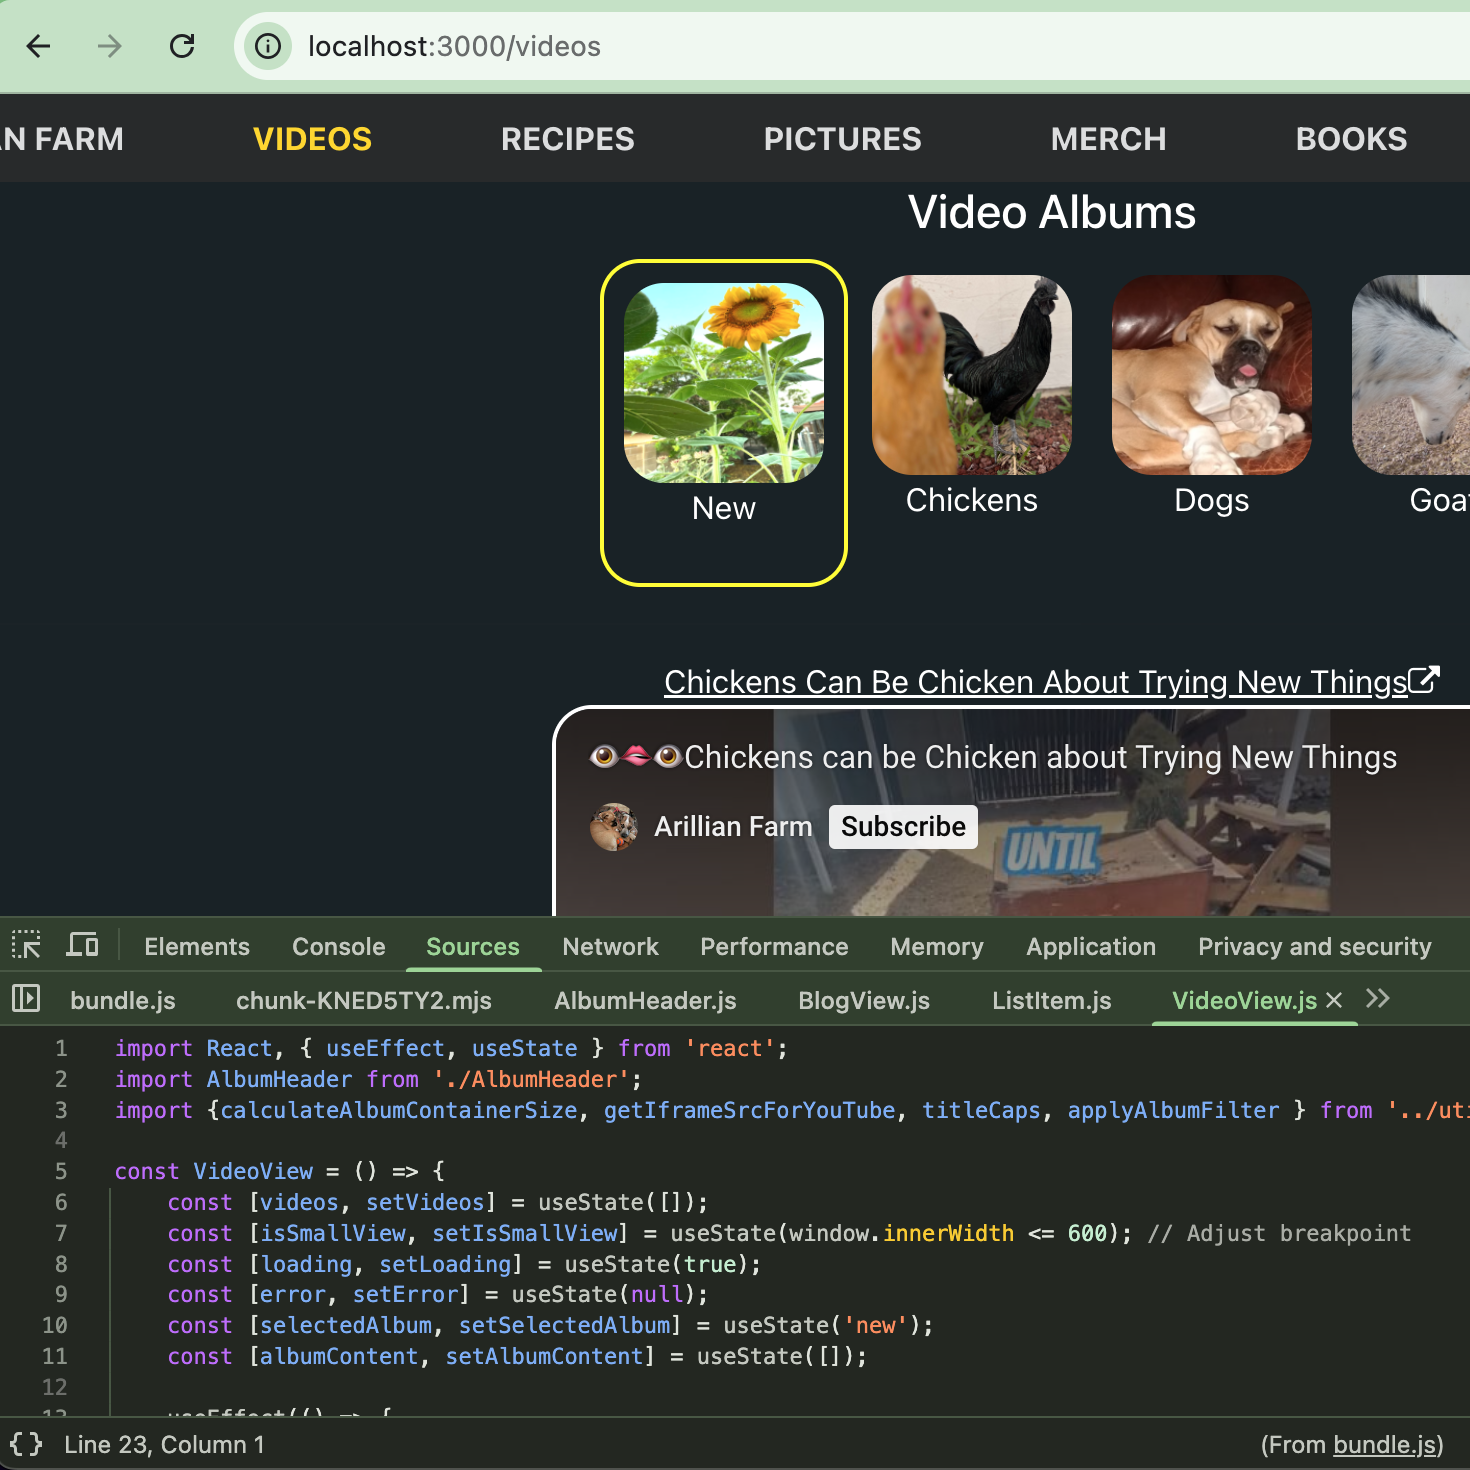 localhost:3000/videos
AN FARM VIDEOS RECIPES PICTURES MERCH BOOKS
Video Albums
New Chickens Dogs Goa
Chickens Can Be Chicken About Trying New Things
👁️👄👁️Chickens can be Chicken about Trying New Things
Arillian Farm Subscribe
UNTIL
Elements Console Sources Network Performance Memory Application Privacy and security
bundle.js chunk-KNED5TY2.mjs AlbumHeader.js BlogView.js ListItem.js VideoView.js
1 import React, { useEffect, useState } from 'react';
2 import AlbumHeader from './AlbumHeader';
3 import {calculateAlbumContainerSize, getIframeSrcForYouTube, titleCaps, applyAlbumFilter } from '../uti
4
5 const VideoView = () => {
6 const [videos, setVideos] = useState([]);
7 const [isSmallView, setIsSmallView] = useState(window.innerWidth <= 600); // Adjust breakpoint
8 const [loading, setLoading] = useState(true);
9 const [error, setError] = useState(null);
10 const [selectedAlbum, setSelectedAlbum] = useState('new');
11 const [albumContent, setAlbumContent] = useState([]);
12
13 useEffect(() => {
{} Line 23, Column 1 (From bundle.js)